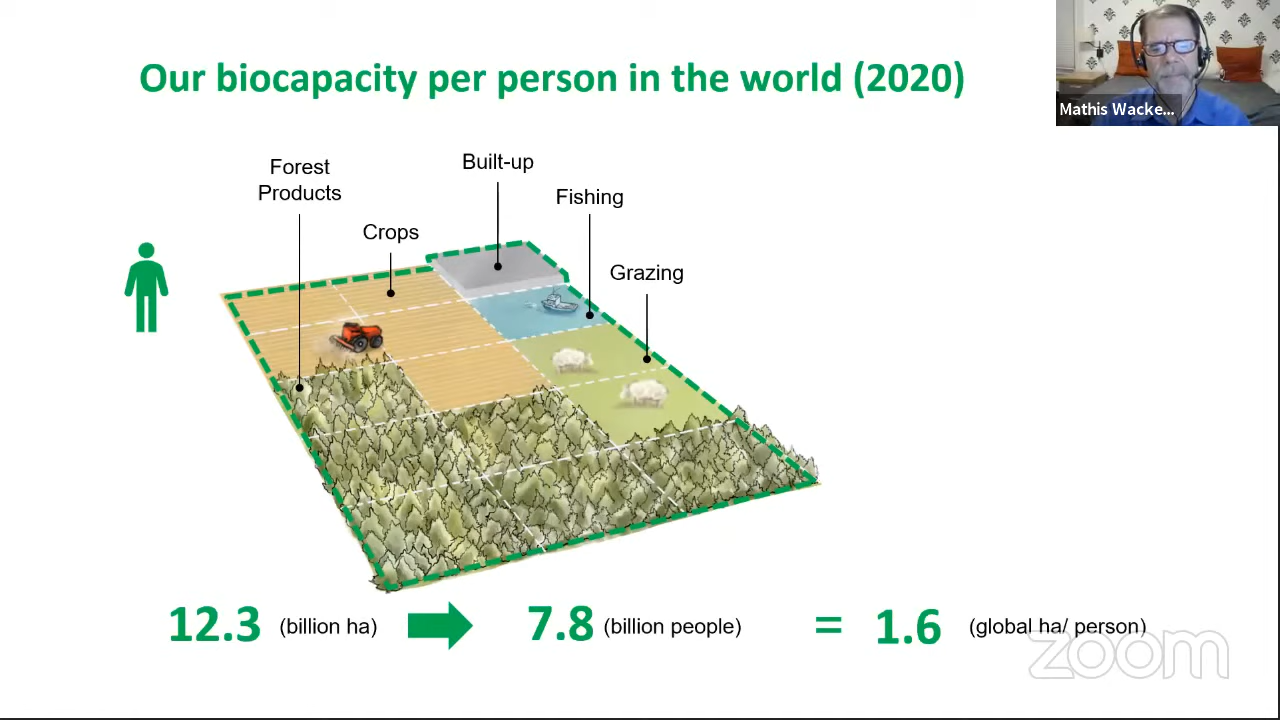 Our biocapacity per person in the world (2020)
Mathis Wacke...
Forest
Products
Built-up
Fishing
Crops
Grazing
12.3 (billion ha) 7.8 (billion people) = 1.6 (global ha/ person)
zoom